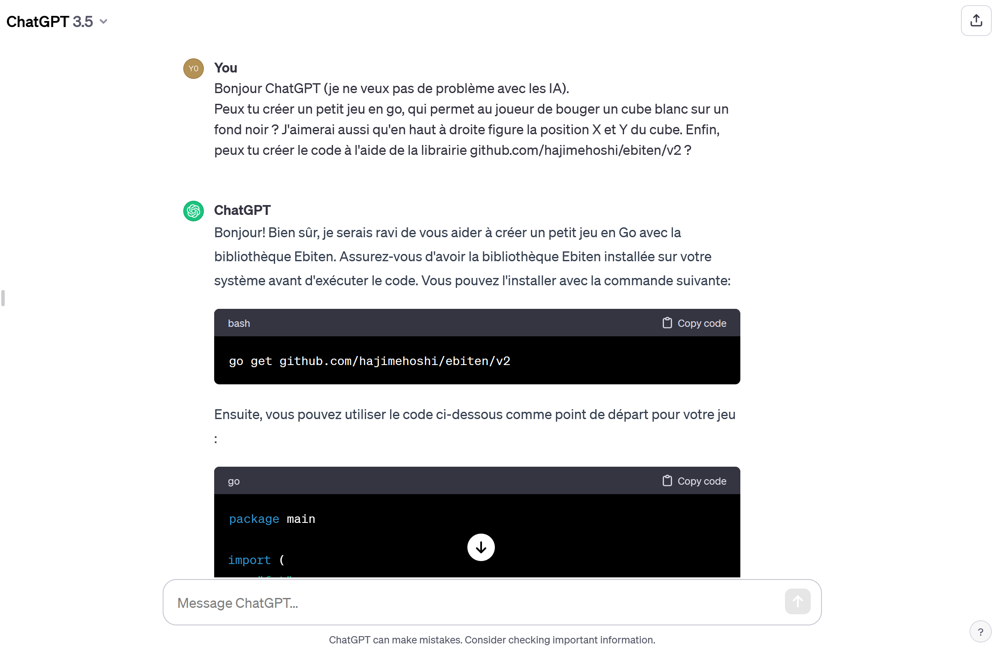 ChatGPT 3.5
YO
You
Bonjour ChatGPT (je ne veux pas de problème avec les IA).
Peux tu créer un petit jeu en go, qui permet au joueur de bouger un cube blanc sur un
fond noir ? J'aimerai aussi qu'en haut à droite figure la position X et Y du cube. Enfin,
peux tu créer le code à l'aide de la librairie github.com/hajimehoshi/ebiten/v2 ?
ChatGPT
Bonjour! Bien sûr, je serais ravi de vous aider à créer un petit jeu en Go avec la
bibliothèque Ebiten. Assurez-vous d'avoir la bibliothèque Ebiten installée sur votre
système avant d'exécuter le code. Vous pouvez l'installer avec la commande suivante:
bash Copy code
go get github.com/hajimehoshi/ebiten/v2
Ensuite, vous pouvez utiliser le code ci-dessous comme point de départ pour votre jeu
:
go Copy code
package main
import (
Message ChatGPT...
ChatGPT can make mistakes. Consider checking important information.
?